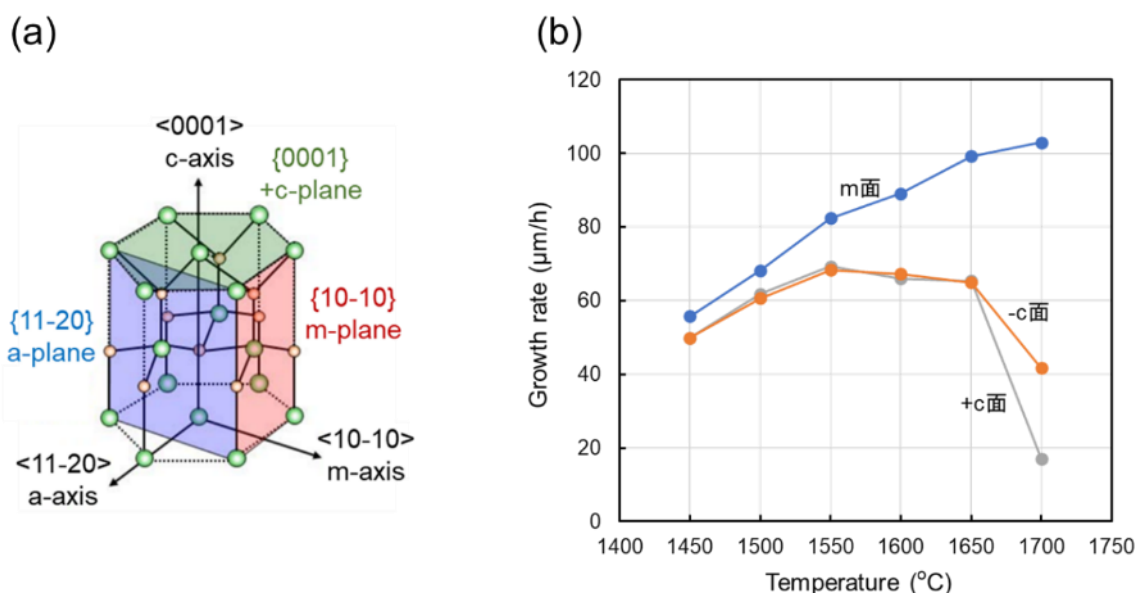 (a)
<0001>
c-axis
{0001}
+c-plane
{11-20}
a-plane
{10-10}
m-plane
<11-20>
a-axis
<10-10>
m-axis
(b)
Growth rate (μm/h)
120
100
80
60
40
20
0
m面
-c面
+c面
1400 1450 1500 1550 1600 1650 1700 1750
Temperature (°C)